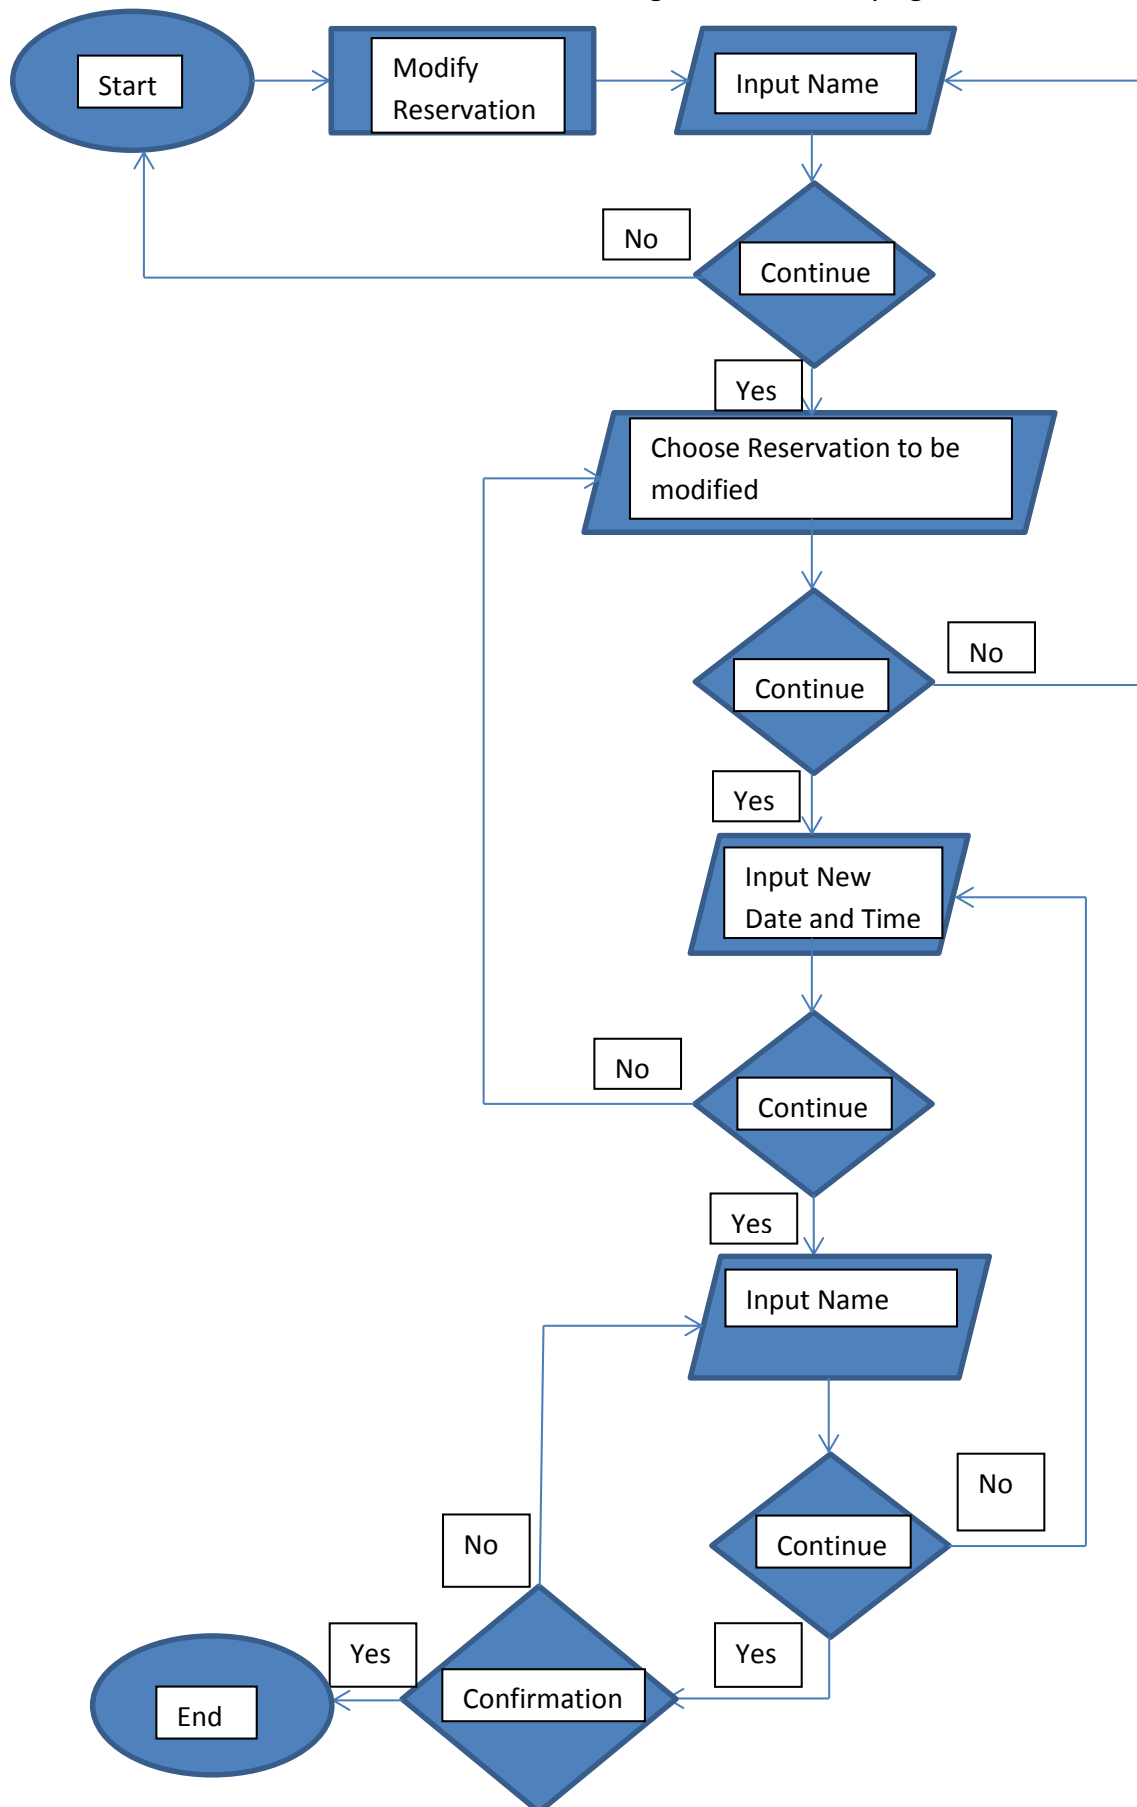 Start
Modify
Reservation
Input Name
No
Continue
Yes
Choose Reservation to be
modified
No
Continue
Yes
Input New
Date and Time
No
Continue
Yes
Input Name
No
Continue
No
Yes
Yes
Confirmation
End